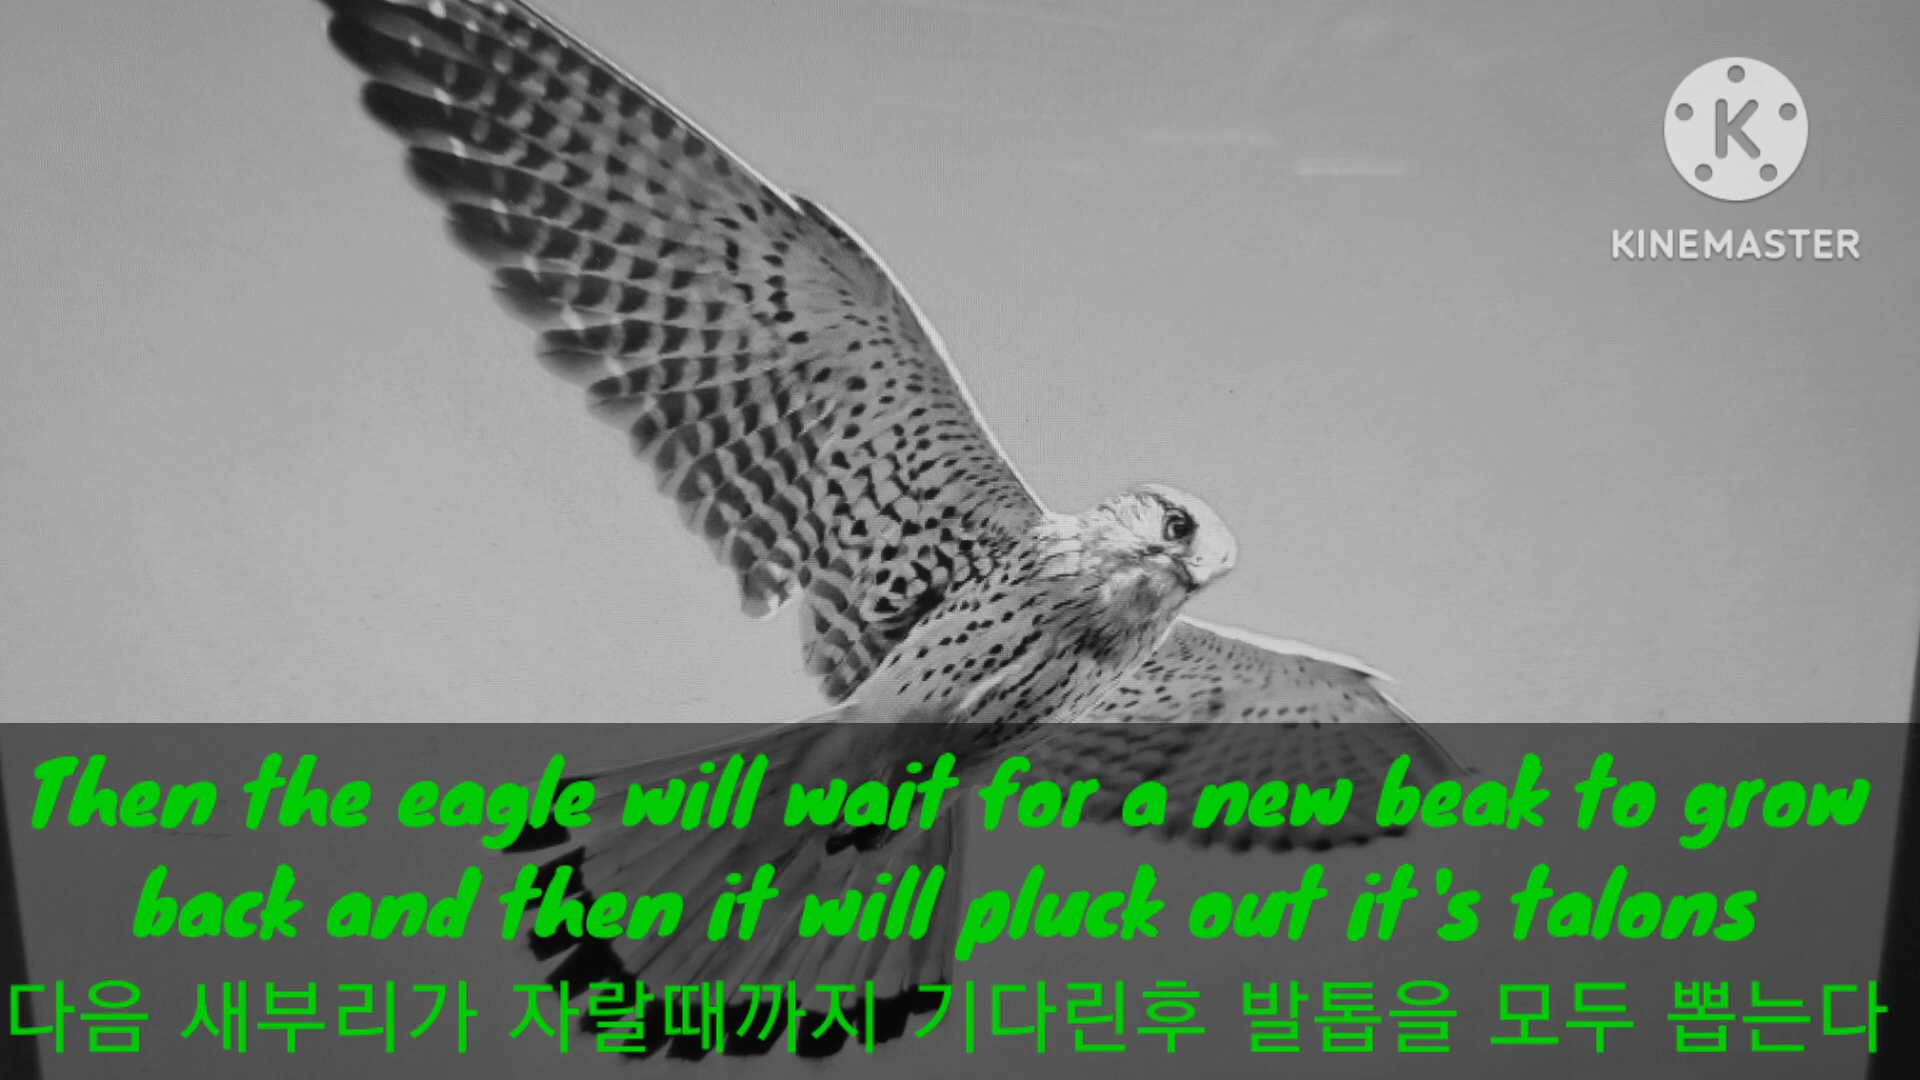 K
KINEMASTER
Then the eagle will wait for a new beak to grow
back and then it will pluck out it's talons
다음 새부리가 자랄때까지 기다린후 발톱을 모두 뽑는다